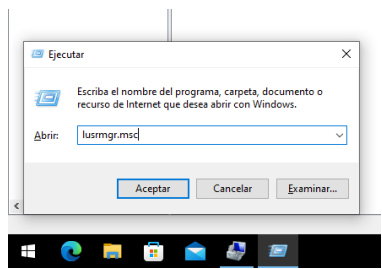 Ejecutar
Escriba el nombre del programa, carpeta, documento o
recurso de Internet que desea abrir con Windows.
Abrir:
lusrmgr.msc
Aceptar
Cancelar
Examinar...